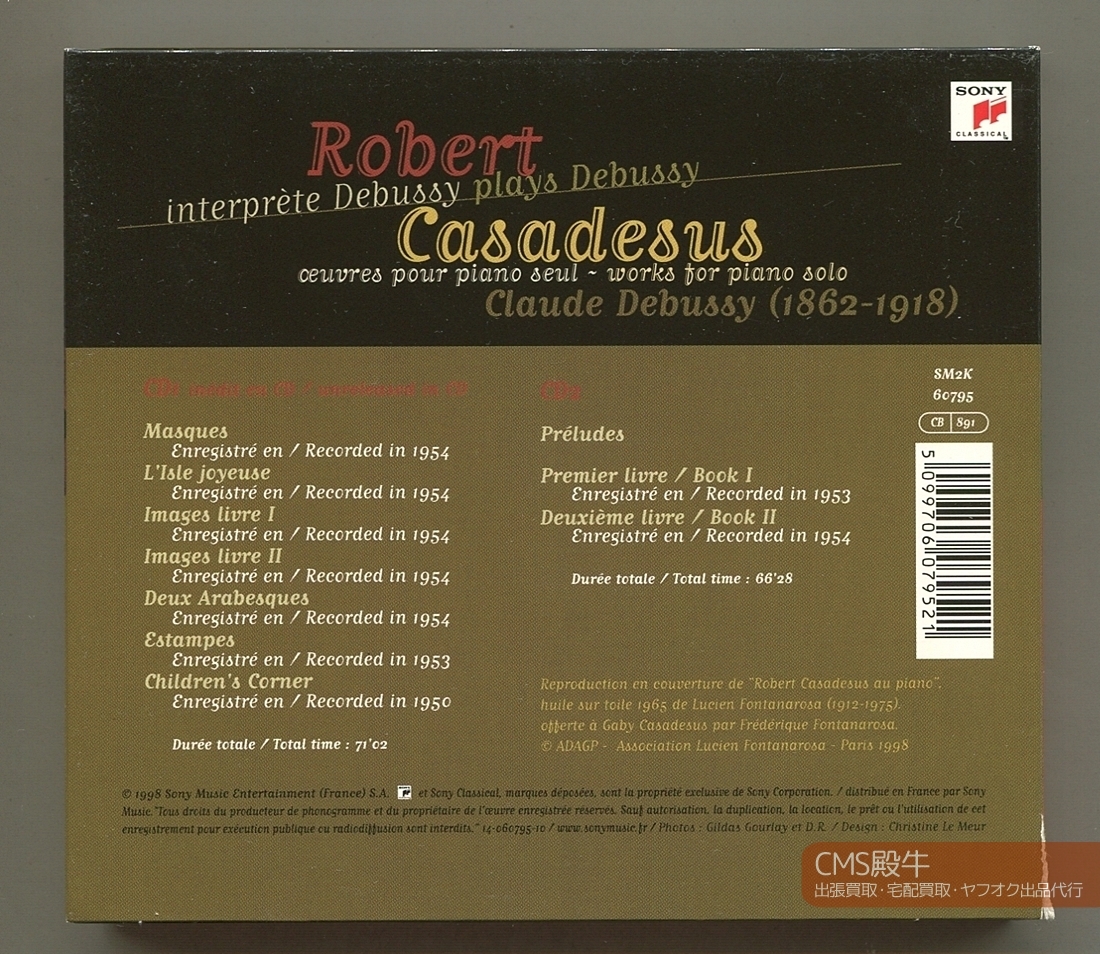 SONY
CLASSICAL
Robert
interprète Debussy plays Debussy
Casadesus
œuvres pour piano seul ~ works for piano solo
Claude Debussy (1862-1918)
CD1 inédit en CD / unreleased in CD
Masques
Enregistré en / Recorded in 1954
L'Isle joyeuse
Enregistré en / Recorded in 1954
Images livre I
Enregistré en / Recorded in 1954
Images livre II
Enregistré en / Recorded in 1954
Deux Arabesques
Enregistré en / Recorded in 1954
Estampes
Enregistré en / Recorded in 1953
Children's Corner
Enregistré en / Recorded in 1950
Durée totale / Total time : 71'02
CD2
Préludes
Premier livre / Book I
Enregistré en / Recorded in 1953
Deuxième livre / Book II
Enregistré en / Recorded in 1954
Durée totale / Total time : 66'28
SM2K
60795
CB 891
5 099706 079521
Reproduction en couverture de "Robert Casadesus au piano".
huile sur toile 1965 de Lucien Fontanarosa (1912-1975).
offerte à Gaby Casadesus par Frédérique Fontanarosa.
© ADAGP - Association Lucien Fontanarosa - Paris 1998
© 1998 Sony Music Entertainment (France) S.A. et Sony Classical, marques déposées, sont la propriété exclusive de Sony Corporation. / distribué en France par Sony
Music. "Tous droits du producteur de phonogramme et du propriétaire de l'œuvre enregistrée réservés. Sauf autorisation, la duplication, la location, le prêt ou l'utilisation de cet
enregistrement pour exécution publique ou radiodiffusion sont interdits." 14-060795-10 / www.sonymusic.fr / Photos : Gildas Gourlay et D.R. / Design : Christine Le Meur
CMS殿牛
出張買取･宅配買取･ヤフオク出品代行